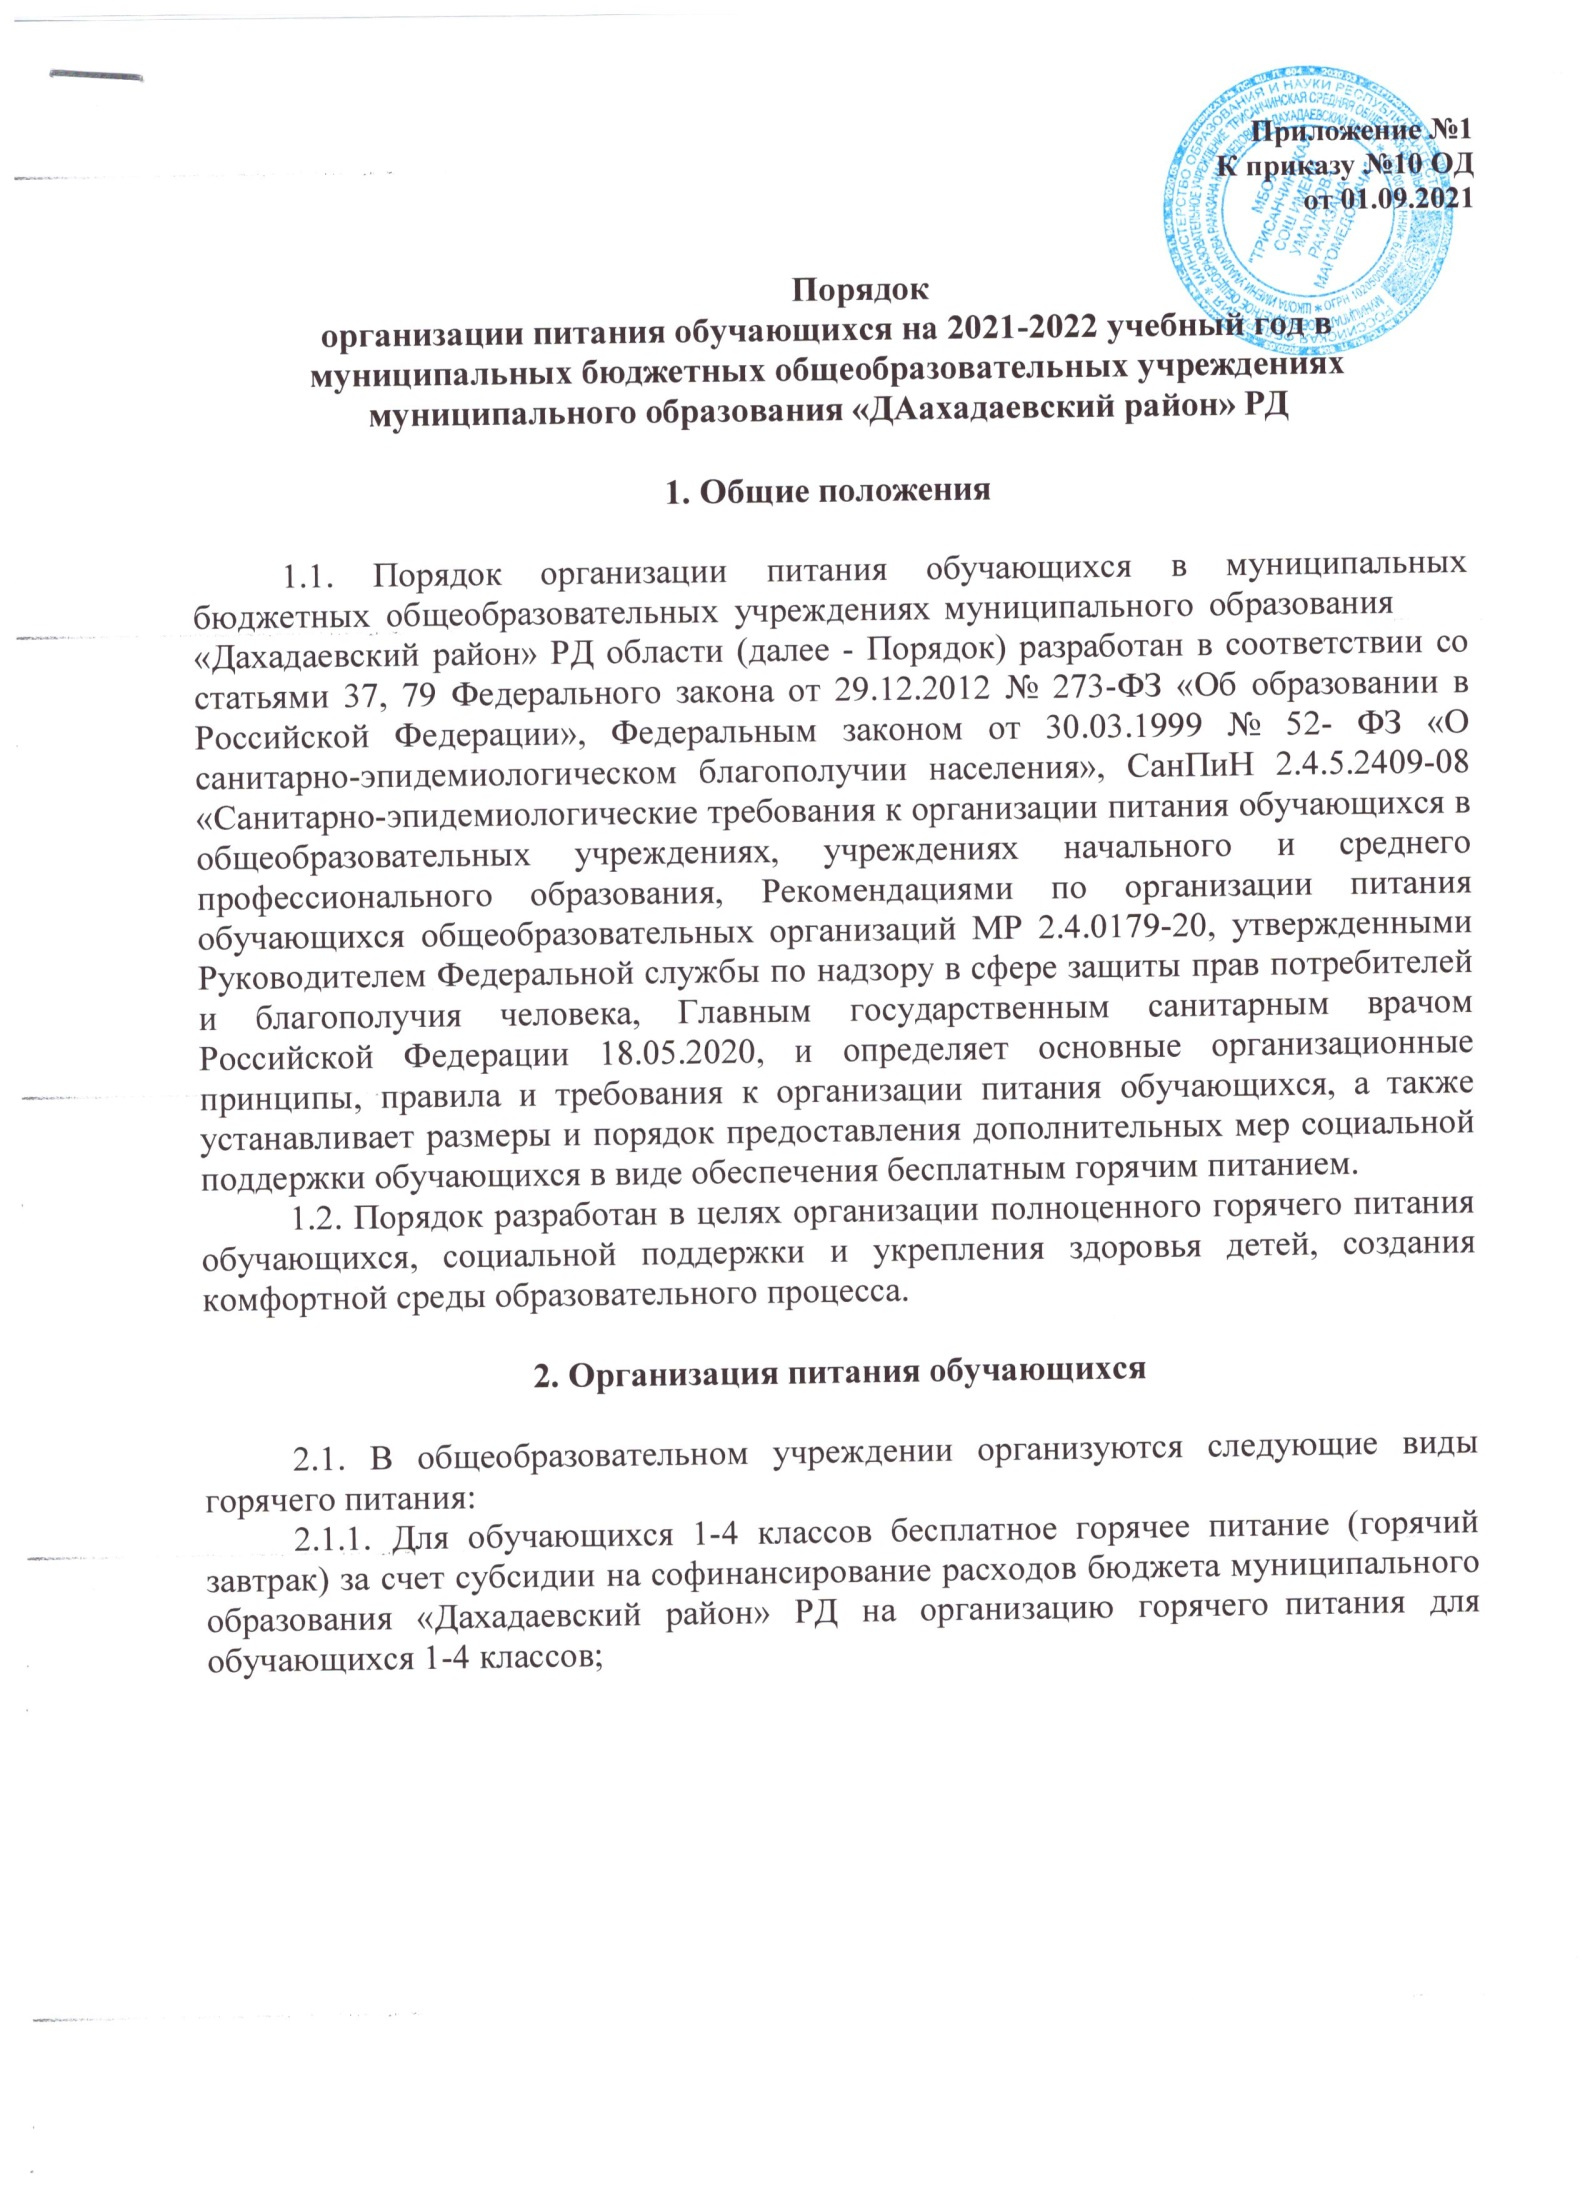 Приложение №1
К приказу №10 ОД
от 01.09.2021
МБОУ
"ТРИСАНЧИНСКАЯ
СОШ ИМЕНИ
УМАЛАТОВА
РАМАЗАНА
МАГОМЕДОВИЧА"
Порядок
организации питания обучающихся на 2021-2022 учебный год в
муниципальных бюджетных общеобразовательных учреждениях
муниципального образования «ДАахадаевский район» РД
1. Общие положения
1.1. Порядок организации питания обучающихся в муниципальных
бюджетных общеобразовательных учреждениях муниципального образования
«Дахадаевский район» РД области (далее - Порядок) разработан в соответствии со
статьями 37, 79 Федерального закона от 29.12.2012 № 273-ФЗ «Об образовании в
Российской Федерации», Федеральным законом от 30.03.1999 № 52- ФЗ «О
санитарно-эпидемиологическом благополучии населения», СанПиН 2.4.5.2409-08
«Санитарно-эпидемиологические требования к организации питания обучающихся в
общеобразовательных учреждениях, учреждениях начального и среднего
профессионального образования, Рекомендациями по организации питания
обучающихся общеобразовательных организаций МР 2.4.0179-20, утвержденными
Руководителем Федеральной службы по надзору в сфере защиты прав потребителей
и благополучия человека, Главным государственным санитарным врачом
Российской Федерации 18.05.2020, и определяет основные организационные
принципы, правила и требования к организации питания обучающихся, а также
устанавливает размеры и порядок предоставления дополнительных мер социальной
поддержки обучающихся в виде обеспечения бесплатным горячим питанием.
1.2. Порядок разработан в целях организации полноценного горячего питания
обучающихся, социальной поддержки и укрепления здоровья детей, создания
комфортной среды образовательного процесса.
2. Организация питания обучающихся
2.1. В общеобразовательном учреждении организуются следующие виды
горячего питания:
2.1.1. Для обучающихся 1-4 классов бесплатное горячее питание (горячий
завтрак) за счет субсидии на софинансирование расходов бюджета муниципального
образования «Дахадаевский район» РД на организацию горячего питания для
обучающихся 1-4 классов;